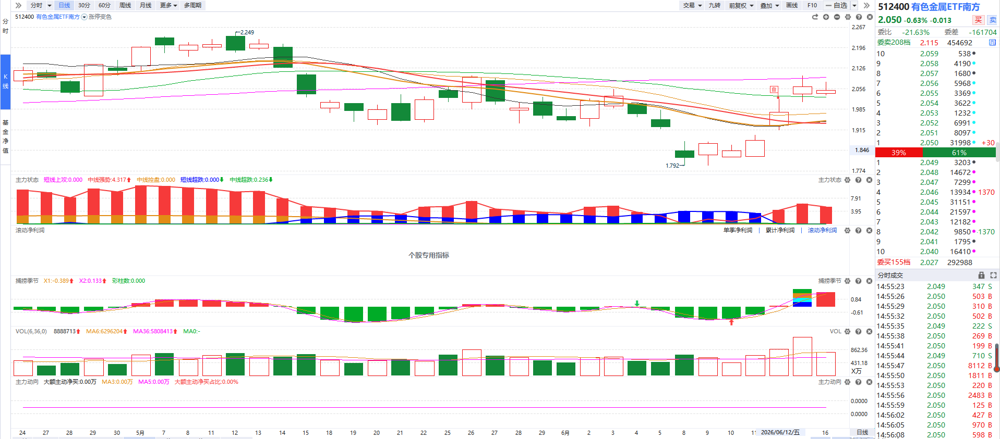 分时 日线 30分 60分 周线 月线 更多 多周期 交易 九转 前复权 叠加 画线 F10 一自选
512400 有色金属ETF南方 涨停变色
分时
K线
基金净值
2.249
1.792
2.267
2.196
2.126
2.056
1.985
1.915
1.846
1.774
主力状态 短线上攻:0.000 中线强势:4.317 中线控盘:0.000 短线超跌:0.000 中线超跌:0.236 主力状态
7.91
3.95
滚动净利润 单季净利润 | 累计净利润 | 滚动净利润
个股专用指标
捕捞季节 X1:-0.389 X2:0.133 彩柱数:0.000 捕捞季节
0.84
-0.61
VOL(6,36,0) 8888713 MA6:6296204 MA36:5808413 MA0:- VOL
862.36
431.18
X万
主力动向 大额主动净买:0.00万 MA3:0.00万 MA5:0.00万 大额主动净买占比:0.00% 主力动向
0.0000
0.0000
24 27 28 29 30 5月 7 8 11 12 13 14 15 18 19 20 21 22 25 26 27 28 29 6月 2 3 4 5 8 9 10 11 2026/06/12/五 16 日线
512400 有色金属ETF南方
2.050 -0.63% -0.013 买 卖
委比 -21.63% 委差 -161704
委卖208档 2.115 454692
10 2.059 538
9 2.058 4190
8 2.057 1680
7 2.056 5968
6 2.055 3369
5 2.054 3622
4 2.053 1232
3 2.052 6991
2 2.051 8097
1 2.050 31998 +30
39% 61%
1 2.049 3203
2 2.048 14672
3 2.047 7299
4 2.046 13934 1370
5 2.045 31151
6 2.044 21597
7 2.043 12182
8 2.042 9850 -1370
9 2.041 1795
10 2.040 16410
委买155档 2.027 292988
分时成交
14:55:23 2.049 347 S
14:55:26 2.050 503 B
14:55:29 2.050 310 B
14:55:32 2.050 502 B
14:55:35 2.049 222 S
14:55:38 2.050 269 B
14:55:41 2.050 199 B
14:55:44 2.049 710 S
14:55:47 2.050 8112 B
14:55:50 2.050 1811 B
14:55:53 2.050 220 B
14:55:56 2.050 2483 B
14:55:59 2.050 125 B
14:56:02 2.050 427 B
14:56:05 2.050 970 B
14:56:08 2.050 598 B